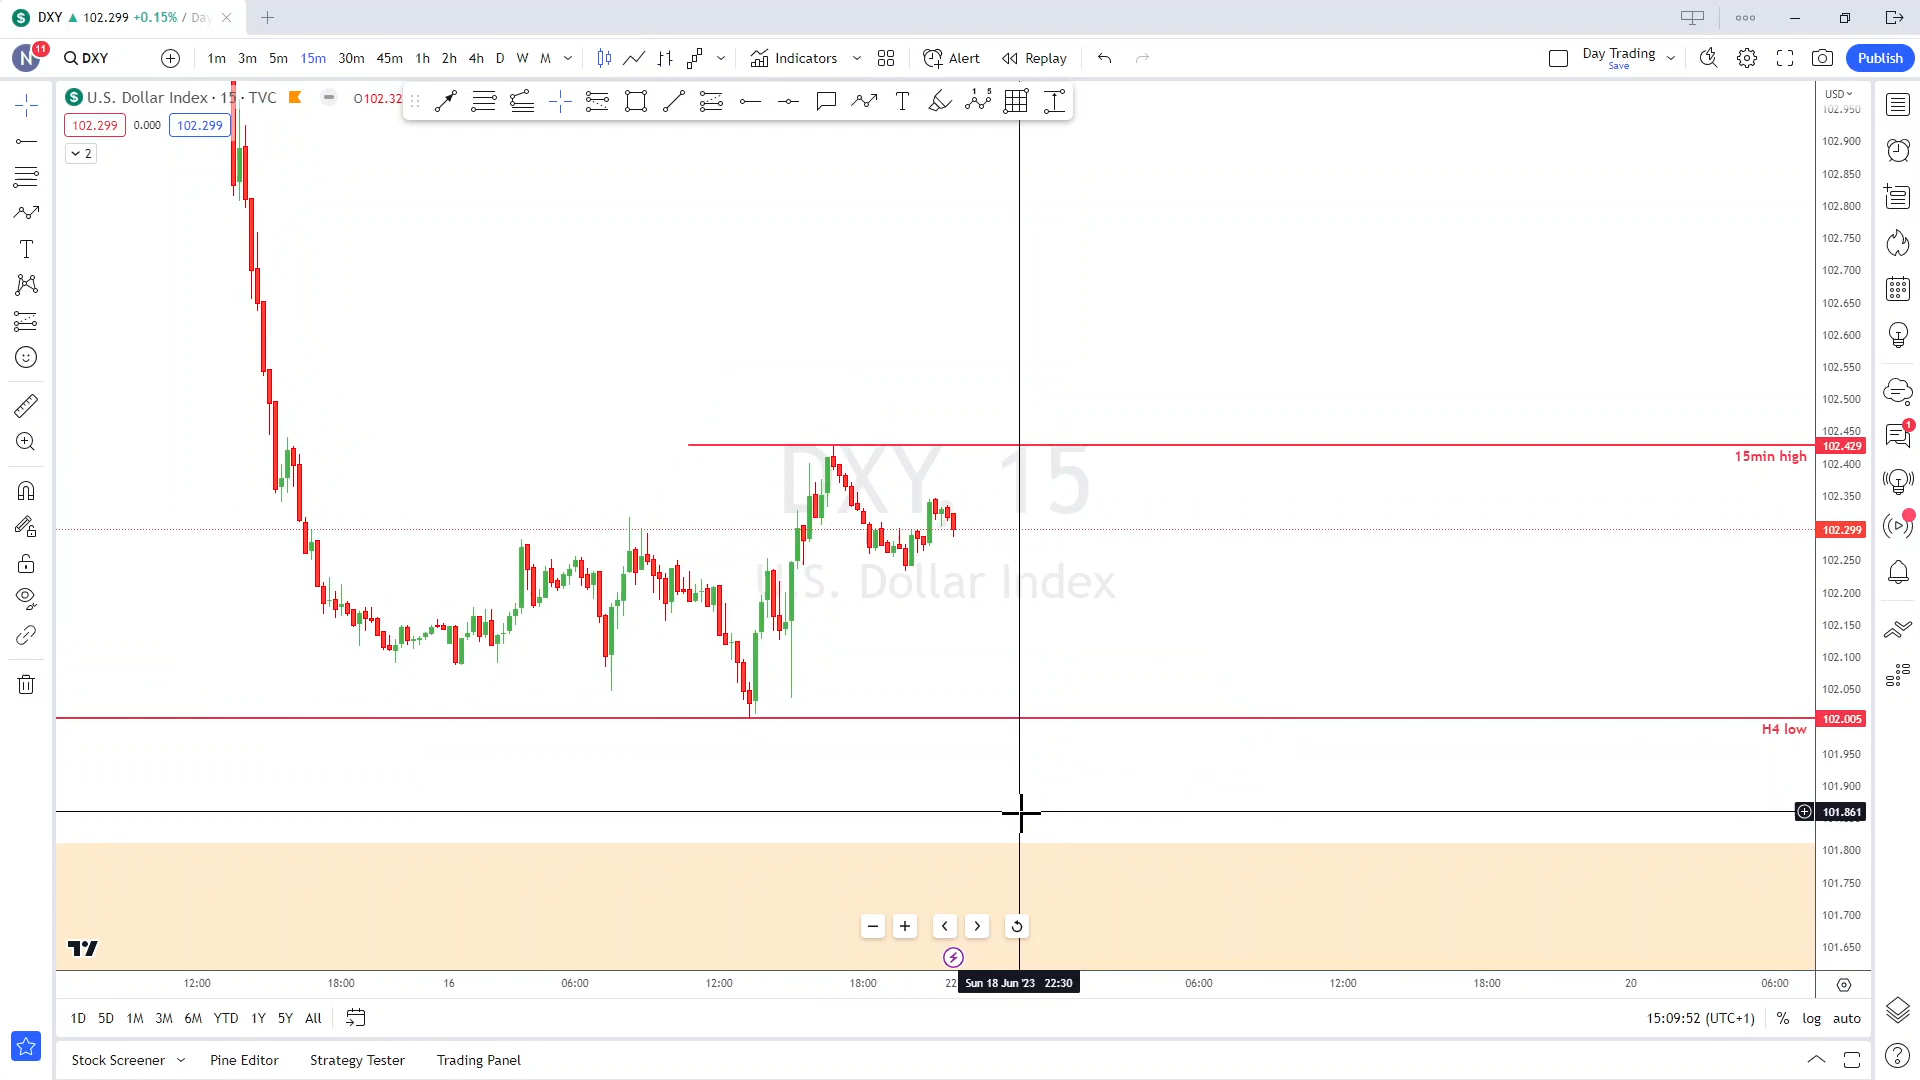 DXY ▲ 102.299 +0.15% / Day
N 11 DXY 1m 3m 5m 15m 30m 45m 1h 2h 4h D W M Indicators Alert Replay Day Trading Save Publish
U.S. Dollar Index · 15 · TVC O102.32
102.299 0.000 102.299
2
USD
102.950
102.900
102.850
102.800
102.750
102.700
102.650
102.600
102.550
102.500
102.450
102.429
15min high
102.400
102.350
102.299
102.250
102.200
102.150
102.100
102.050
102.005
H4 low
101.950
101.900
101.861
101.800
101.750
101.700
101.650
DXY, 15
U.S. Dollar Index
1
12:00 18:00 16 06:00 12:00 18:00 22 Sun 18 Jun '23 22:30 06:00 12:00 18:00 20 06:00
1D 5D 1M 3M 6M YTD 1Y 5Y All 15:09:52 (UTC+1) % log auto
Stock Screener Pine Editor Strategy Tester Trading Panel